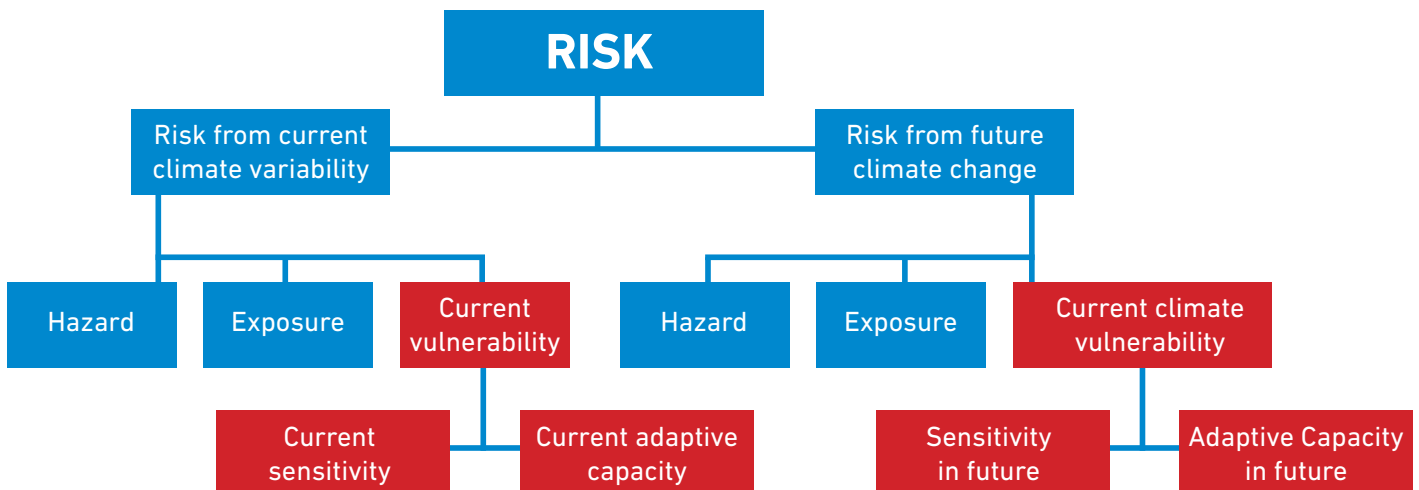 RISK
Risk from current
climate variability
Risk from future
climate change
Hazard
Exposure
Current
vulnerability
Hazard
Exposure
Current climate
vulnerability
Current
sensitivity
Current adaptive
capacity
Sensitivity
in future
Adaptive Capacity
in future